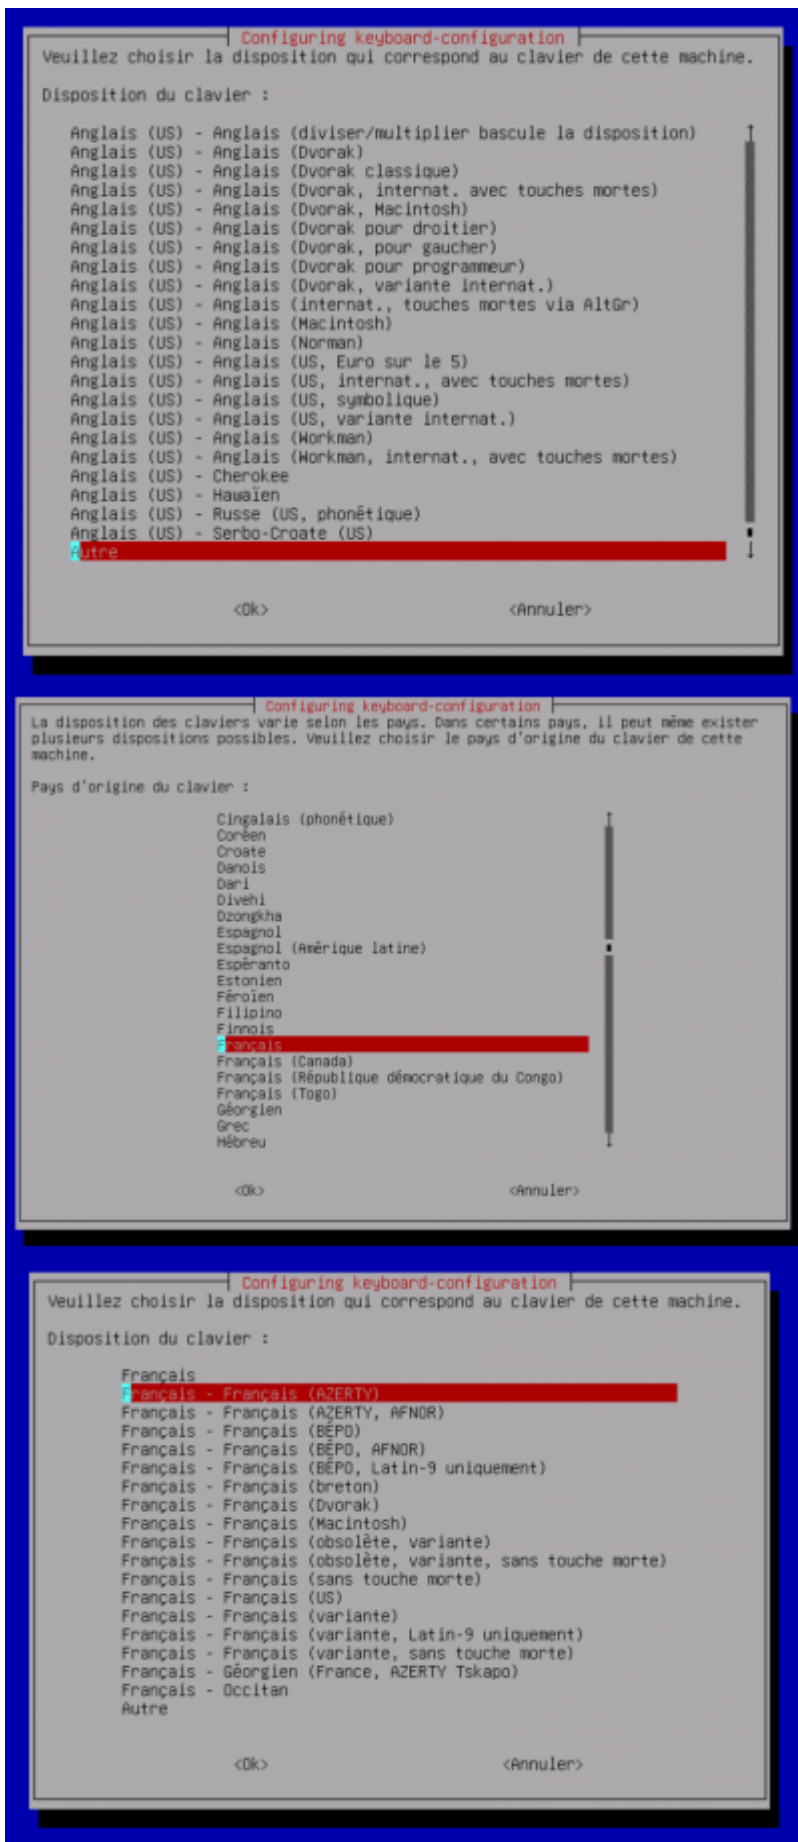 Configuring keyboard-configuration
Veuillez choisir la disposition qui correspond au clavier de cette machine.
Disposition du clavier :
Anglais (US) - Anglais (diviser/multiplier bascule la disposition)
Anglais (US) - Anglais (Dvorak)
Anglais (US) - Anglais (Dvorak classique)
Anglais (US) - Anglais (Dvorak, internat. avec touches mortes)
Anglais (US) - Anglais (Dvorak, Macintosh)
Anglais (US) - Anglais (Dvorak pour droitier)
Anglais (US) - Anglais (Dvorak, pour gaucher)
Anglais (US) - Anglais (Dvorak pour programmeur)
Anglais (US) - Anglais (Dvorak, variante internat.)
Anglais (US) - Anglais (internat., touches mortes via AltGr)
Anglais (US) - Anglais (Macintosh)
Anglais (US) - Anglais (Norman)
Anglais (US) - Anglais (US, Euro sur le 5)
Anglais (US) - Anglais (US, internat., avec touches mortes)
Anglais (US) - Anglais (US, symbolique)
Anglais (US) - Anglais (US, variante internat.)
Anglais (US) - Anglais (Workman)
Anglais (US) - Anglais (Workman, internat., avec touches mortes)
Anglais (US) - Cherokee
Anglais (US) - Hawaïen
Anglais (US) - Russe (US, phonétique)
Anglais (US) - Serbo-Croate (US)
Autre
<Ok> <Annuler>
Configuring keyboard-configuration
La disposition des claviers varie selon les pays. Dans certains pays, il peut même exister
plusieurs dispositions possibles. Veuillez choisir le pays d'origine du clavier de cette
machine.
Pays d'origine du clavier :
Cingalais (phonétique)
Coréen
Croate
Danois
Dari
Divehi
Dzongkha
Espagnol
Espagnol (Amérique latine)
Espéranto
Estonien
Féroïen
Filipino
Finnois
Français
Français (Canada)
Français (République démocratique du Congo)
Français (Togo)
Géorgien
Grec
Hébreu
<Ok> <Annuler>
Configuring keyboard-configuration
Veuillez choisir la disposition qui correspond au clavier de cette machine.
Disposition du clavier :
Français
Français - Français (AZERTY)
Français - Français (AZERTY, AFNOR)
Français - Français (BÉPO)
Français - Français (BÉPO, AFNOR)
Français - Français (BÉPO, Latin-9 uniquement)
Français - Français (breton)
Français - Français (Dvorak)
Français - Français (Macintosh)
Français - Français (obsolète, variante)
Français - Français (obsolète, variante, sans touche morte)
Français - Français (sans touche morte)
Français - Français (US)
Français - Français (variante)
Français - Français (variante, Latin-9 uniquement)
Français - Français (variante, sans touche morte)
Français - Géorgien (France, AZERTY Tskapo)
Français - Occitan
Autre
<Ok> <Annuler>